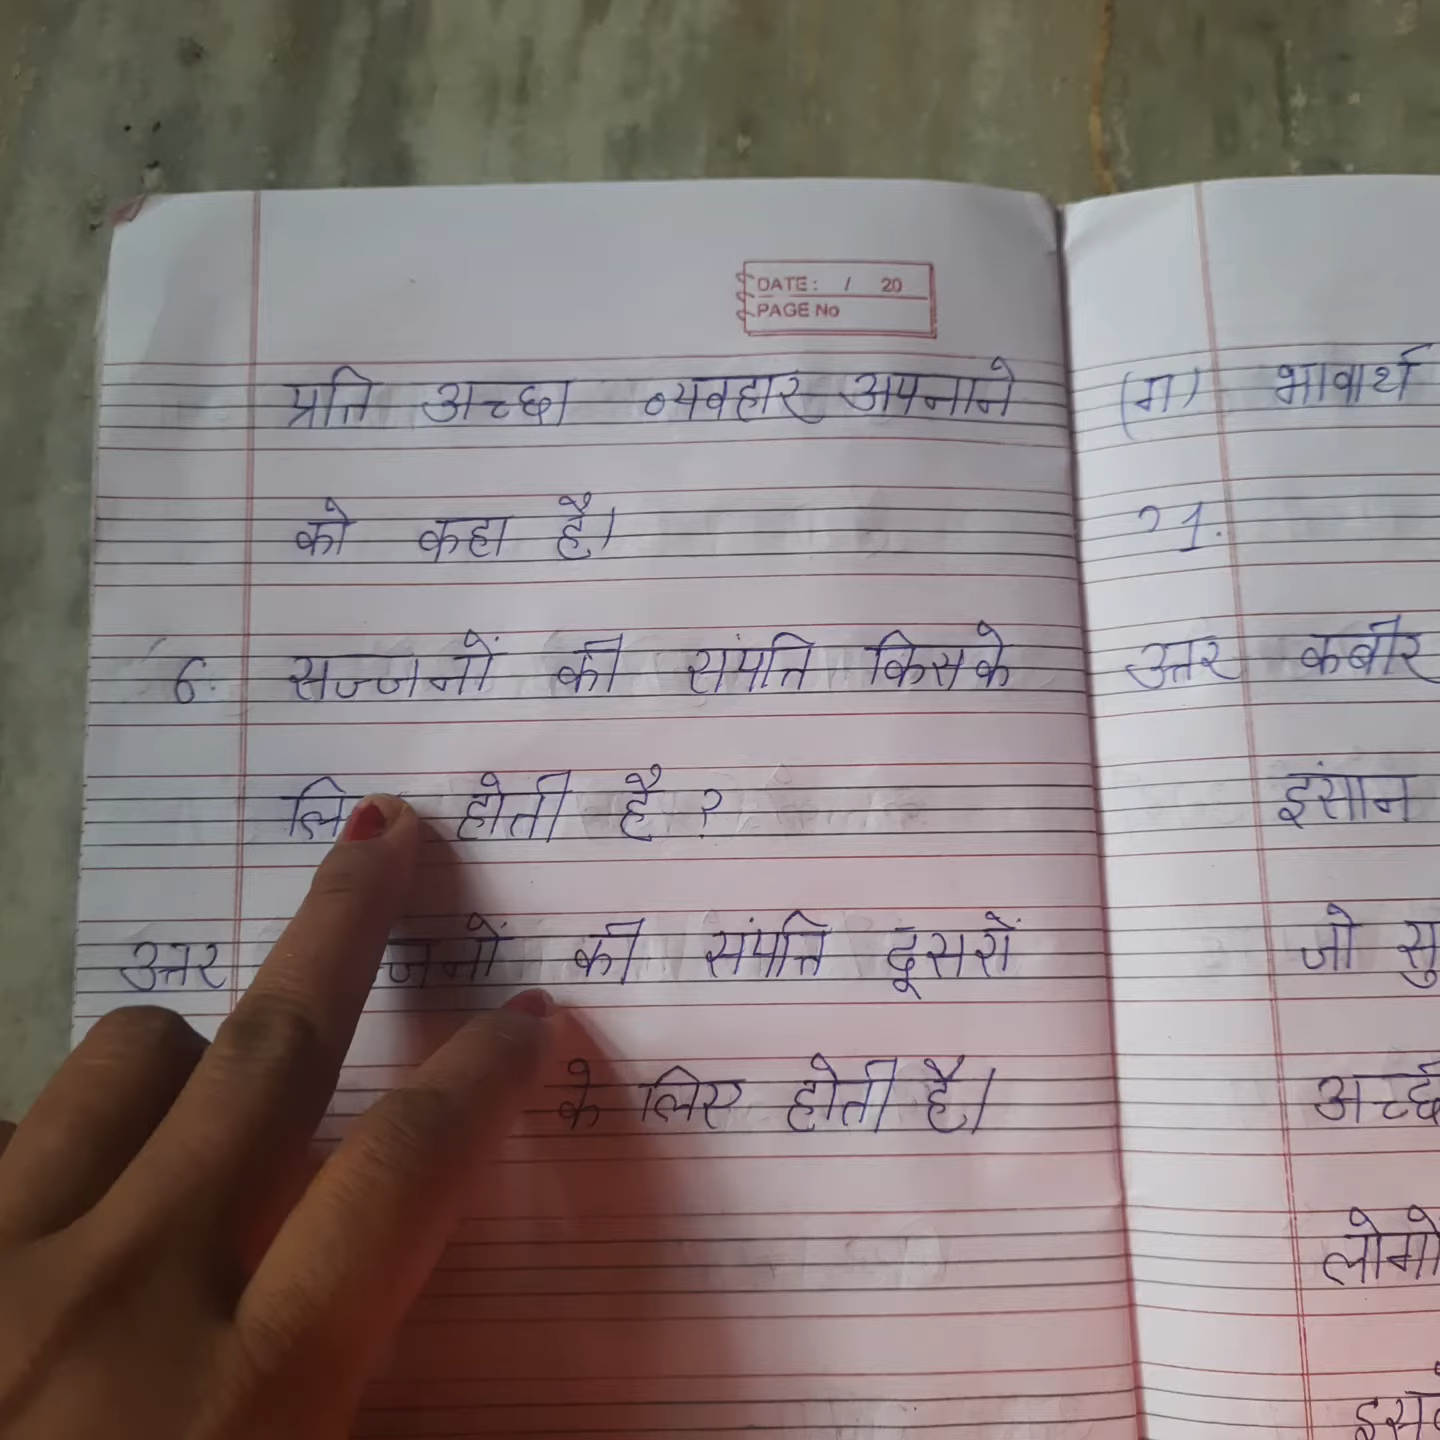 DATE: / 20
PAGE No
प्रति अच्छा व्यवहार अपनाने
को कहा है।
6. सज्जनों की संपत्ति किसके
होती है ?
उत्तर की संपत्ति दूसरों
के लिए होती है।
(ग) भावार्थ
21.
उत्तर कबीर
इंसान
जो